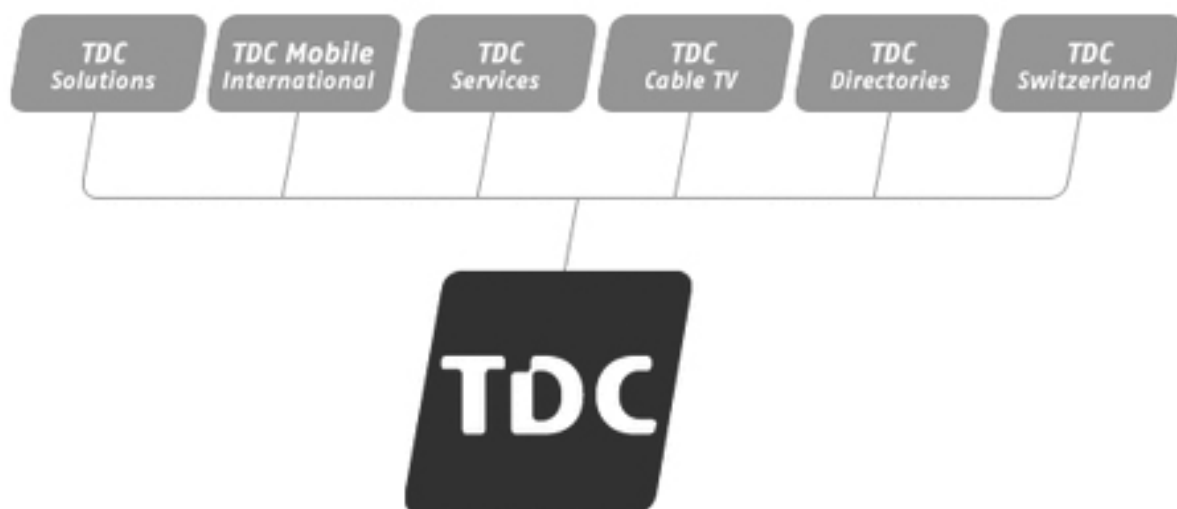 TDC
Solutions
TDC Mobile
International
TDC
Services
TDC
Cable TV
TDC
Directories
TDC
Switzerland
TDC